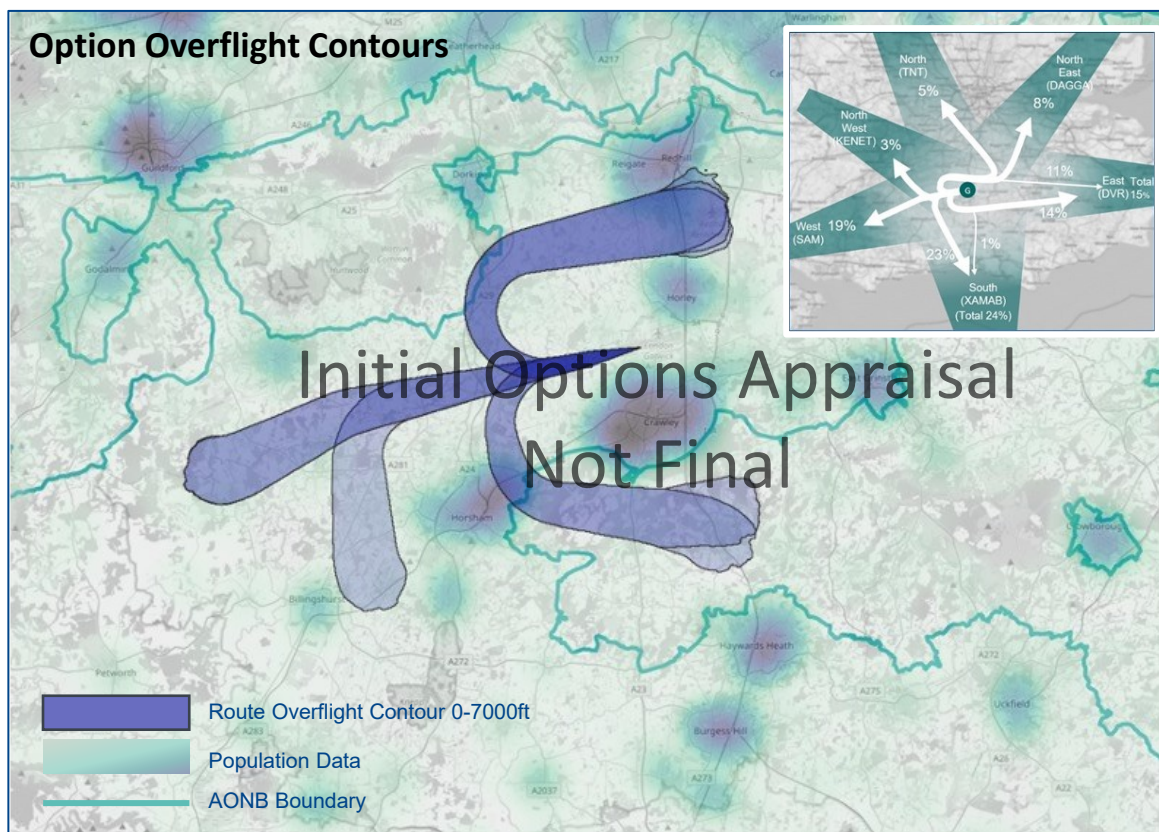 Option Overflight Contours
M25
Leatherhead
A217
Warlingham
A246
Guildford
A31
A248
A25
Dorking
Reigate
Redhill
Godalming
Hurtwood
Common
A29
Horley
Initial Options Appraisal
Crawley
Not Final
A281
A24
Horsham
Crowborough
Billingshurst
Haywards Heath
A272
A272
Petworth
A23
A275
Uckfield
A283
Burgess Hill
A26
A273
A2037
A22
Route Overflight Contour 0-7000ft
Population Data
AONB Boundary
North
(TNT)
5%
North
East
(DAGGA)
8%
North
West
(KENET)
3%
G
11%
East
(DVR)
Total
15%
14%
West
(SAM)
19%
23%
1%
South
(XAMAB)
(Total 24%)